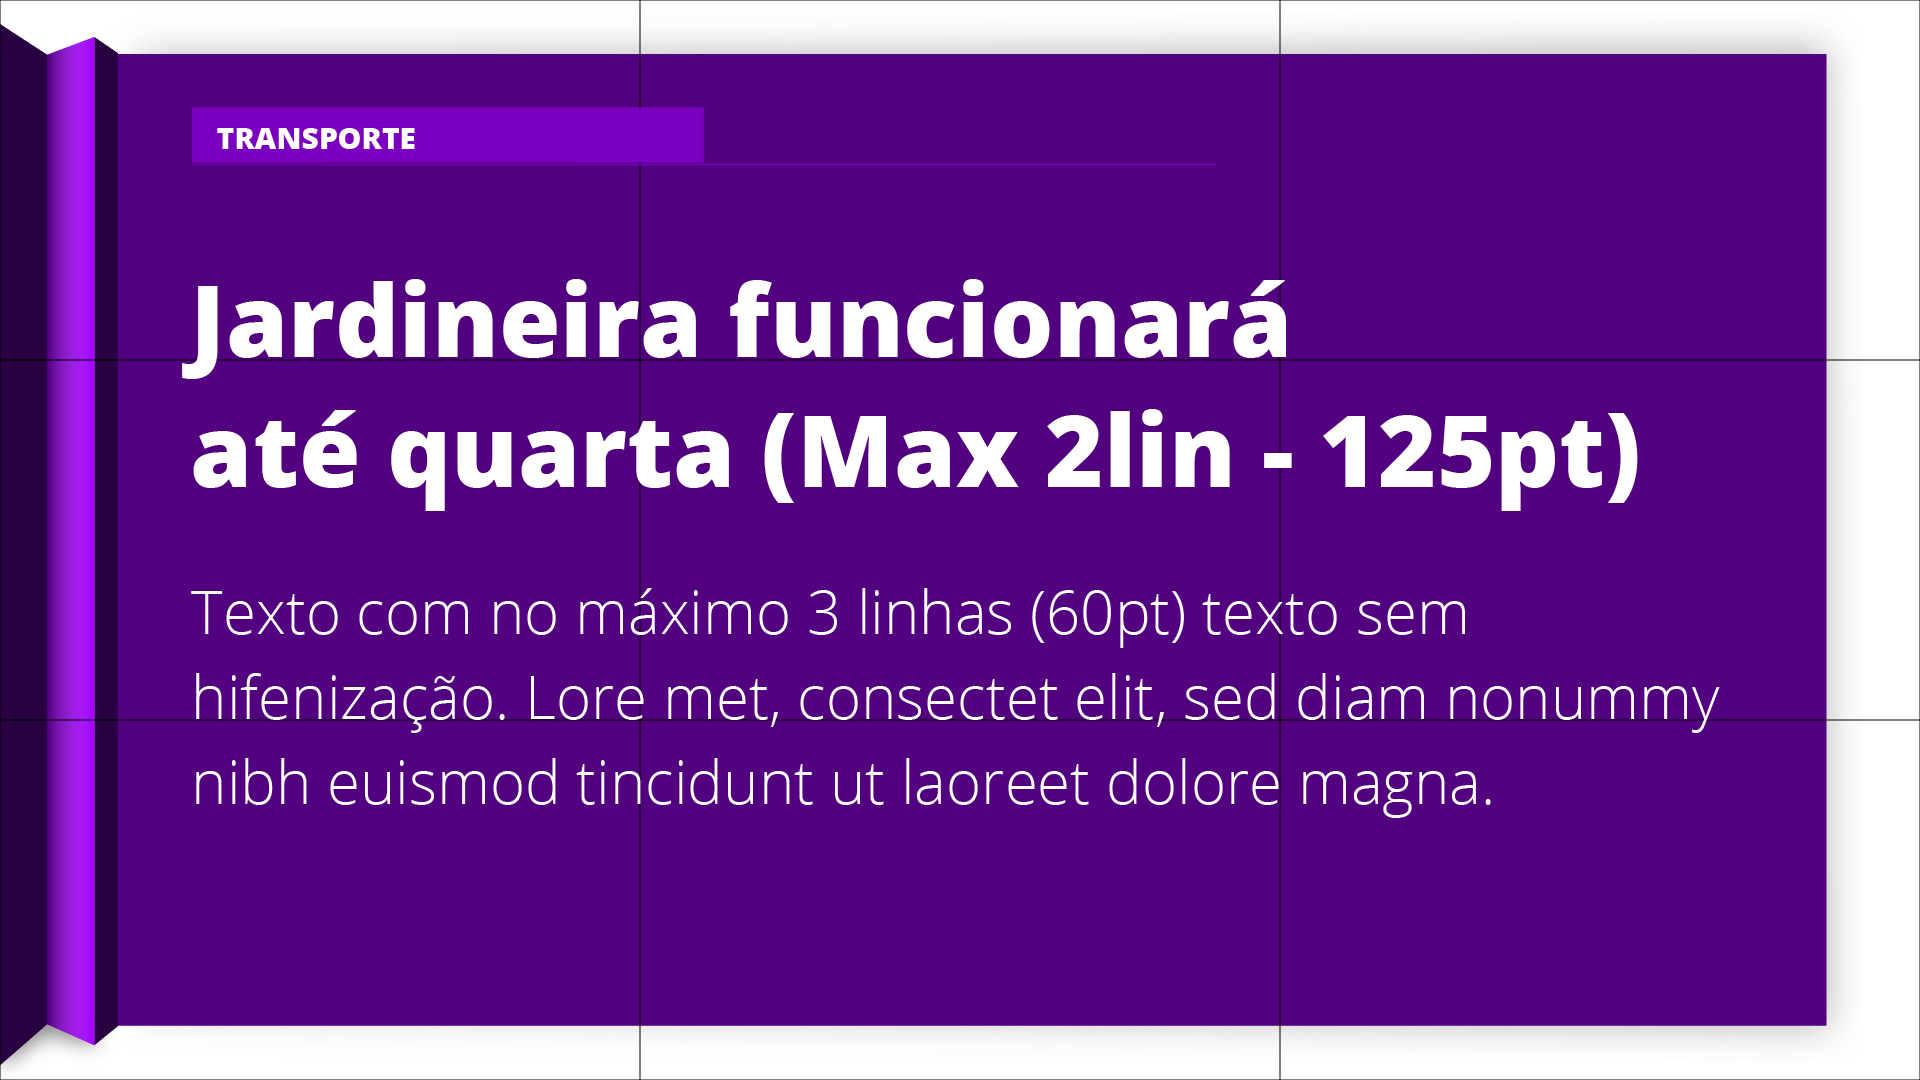 TRANSPORTE
Jardineira funcionará
até quarta (Max 2lin - 125pt)
Texto com no máximo 3 linhas (60pt) texto sem
hifenização. Lore met, consectet elit, sed diam nonummy
nibh euismod tincidunt ut laoreet dolore magna.